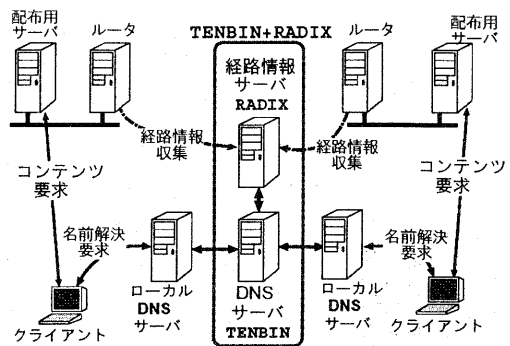 配布用
サーバ
ルータ
TENBIN+RADIX
ルータ
配布用
サーバ
経路情報
サーバ
RADIX
経路情報
収集
経路情報
収集
コンテンツ
要求
コンテンツ
要求
名前解決
要求
名前解決
要求
クライアント
ローカル
DNS
サーバ
DNS
サーバ
TENBIN
ローカル
DNS
サーバ
クライアント